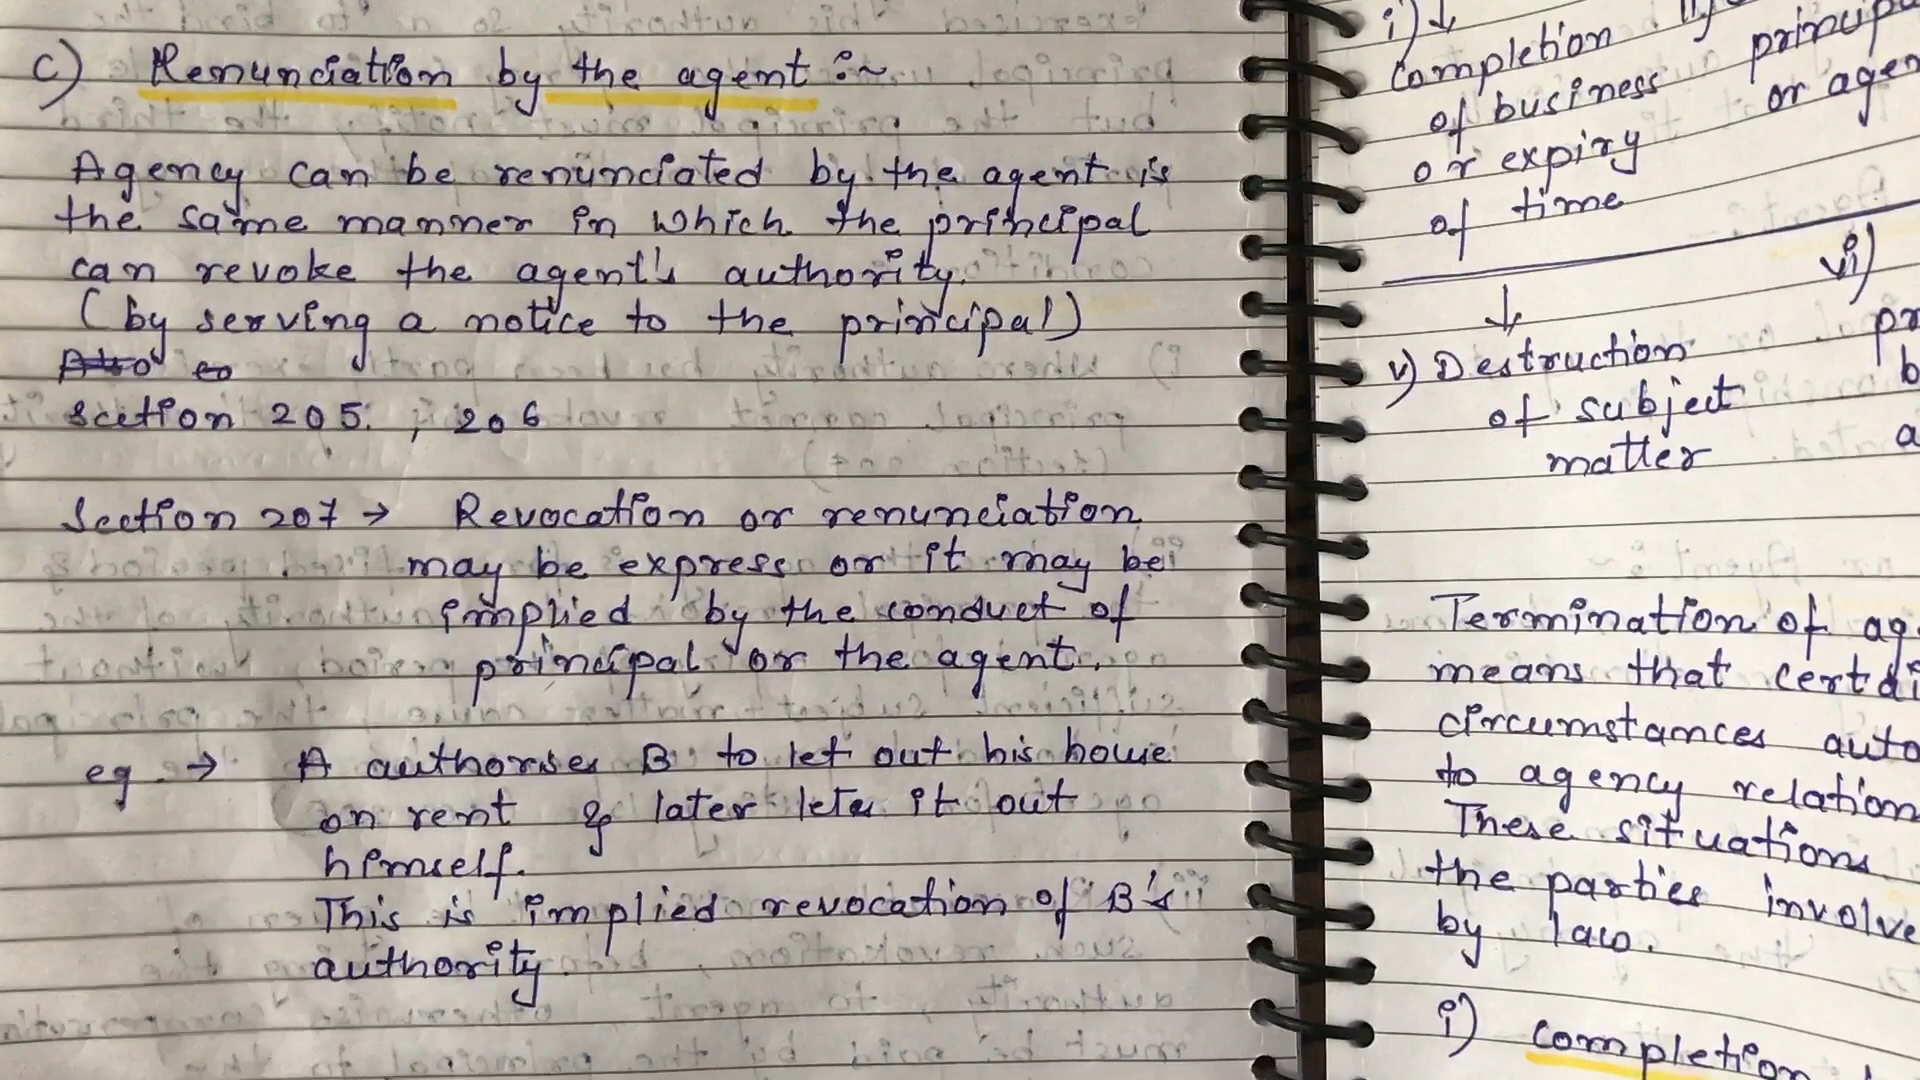 c) Renunciation by the agent :~
Agency can be renunciated by the agent is
the same manner in which the principal
can revoke the agent's authority.
(by serving a notice to the principal)
Section 205. , 206
Section 207 → Revocation or renunciation
may be express or it may be
implied by the conduct of
principal or the agent.
eg → A authorises B to let out his house
on rent & later lets it out
himself.
This is implied revocation of B's
authority.
i) ↓
Completion
of business
or expiry
of time
principa
or agen
↓
v) Destruction
of subject
matter
vi)
pr
b
a
Termination of ag
means that certai
circumstances auto
to agency relation
These situations
the parties involve
by law.
i) completion